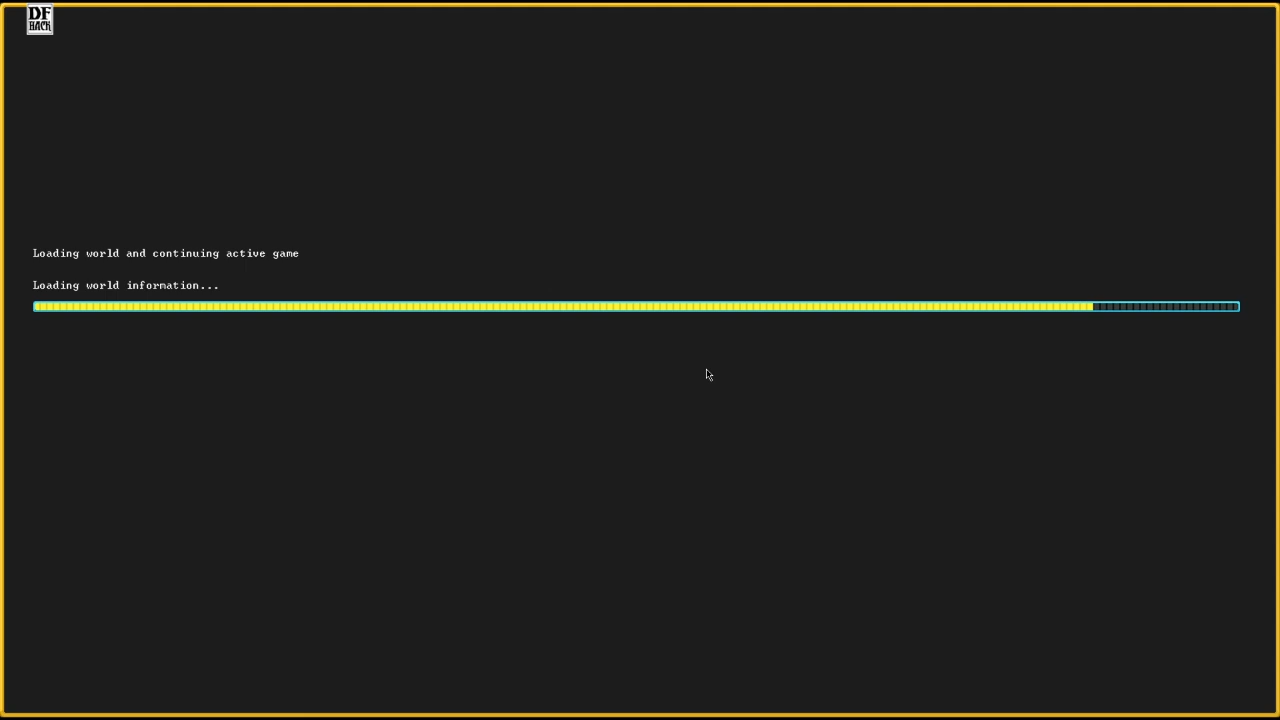 DF
HACK
Loading world and continuing active game
Loading world information...